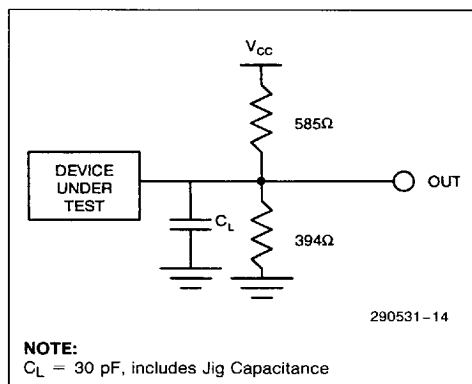 V_CC
585Ω
DEVICE
UNDER
TEST
OUT
C_L
394Ω
290531–14
NOTE:
C_L = 30 pF, includes Jig Capacitance